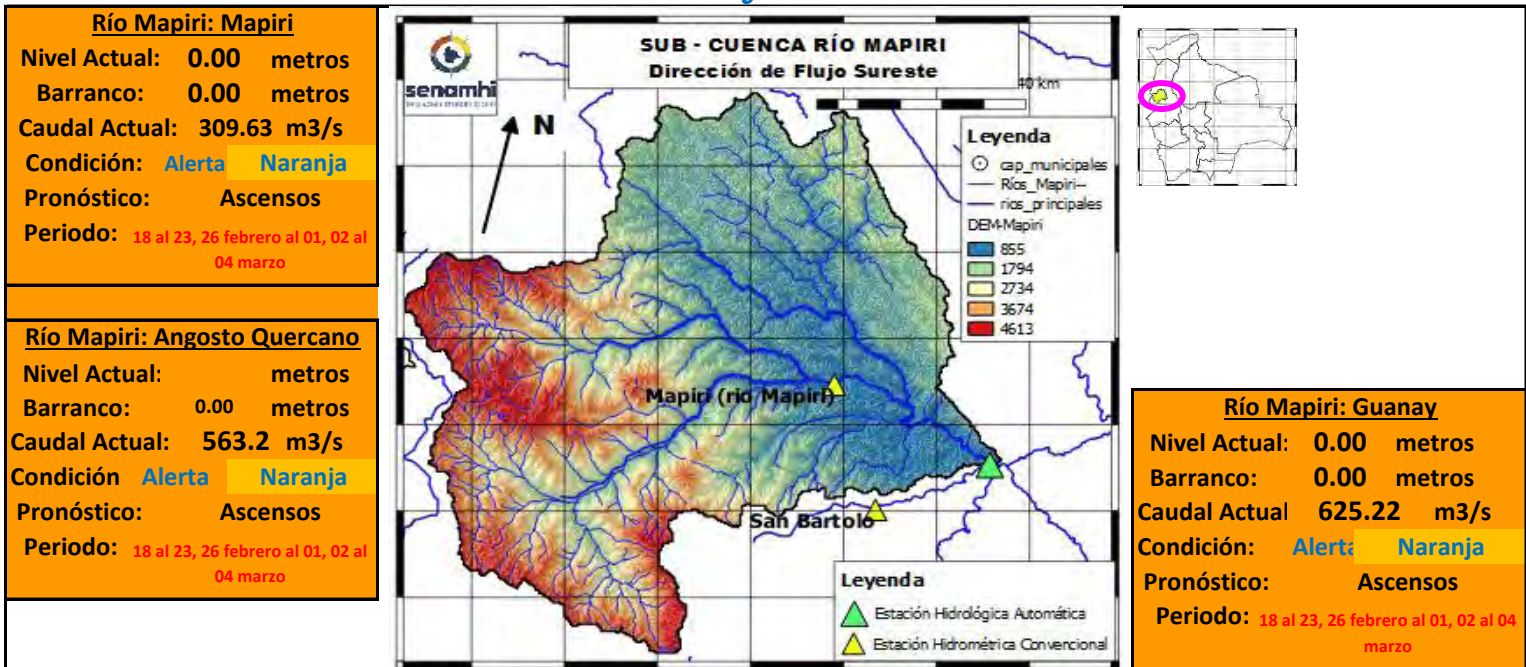 Río Mapiri: Mapiri
Nivel Actual: 0.00 metros
Barranco: 0.00 metros
Caudal Actual: 309.63 m3/s
Condición: Alerta Naranja
Pronóstico: Ascensos
Periodo: 18 al 23, 26 febrero al 01, 02 al
04 marzo
Río Mapiri: Angosto Quercano
Nivel Actual: metros
Barranco: 0.00 metros
Caudal Actual: 563.2 m3/s
Condición Alerta Naranja
Pronóstico: Ascensos
Periodo: 18 al 23, 26 febrero al 01, 02 al
04 marzo
senamhi
SUB - CUENCA RÍO MAPIRI
Dirección de Flujo Sureste
40 km
N
Leyenda
cap_municipales
Ríos_Mapiri--
rios_principales
DEM-Mapiri
855
1794
2734
3674
4613
Mapiri (rio Mapiri)
San Bartolo
Leyenda
Estación Hidrológica Automática
Estación Hidrométrica Convencional
Río Mapiri: Guanay
Nivel Actual: 0.00 metros
Barranco: 0.00 metros
Caudal Actual 625.22 m3/s
Condición: Alerta Naranja
Pronóstico: Ascensos
Periodo: 18 al 23, 26 febrero al 01, 02 al 04
marzo